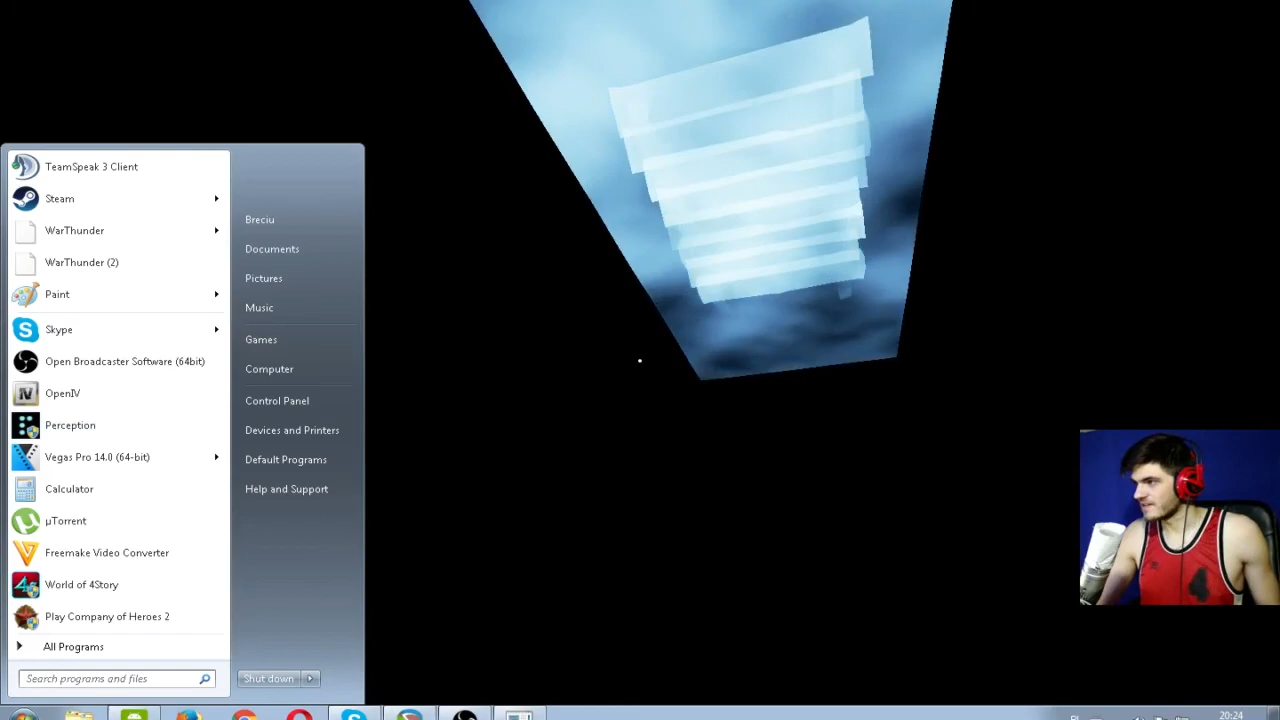 TeamSpeak 3 Client
Steam
WarThunder
WarThunder (2)
Paint
Skype
Open Broadcaster Software (64bit)
OpenIV
Perception
Vegas Pro 14.0 (64-bit)
Calculator
µTorrent
Freemake Video Converter
World of 4Story
Play Company of Heroes 2
All Programs
Search programs and files
Breciu
Documents
Pictures
Music
Games
Computer
Control Panel
Devices and Printers
Default Programs
Help and Support
Shut down
20:24